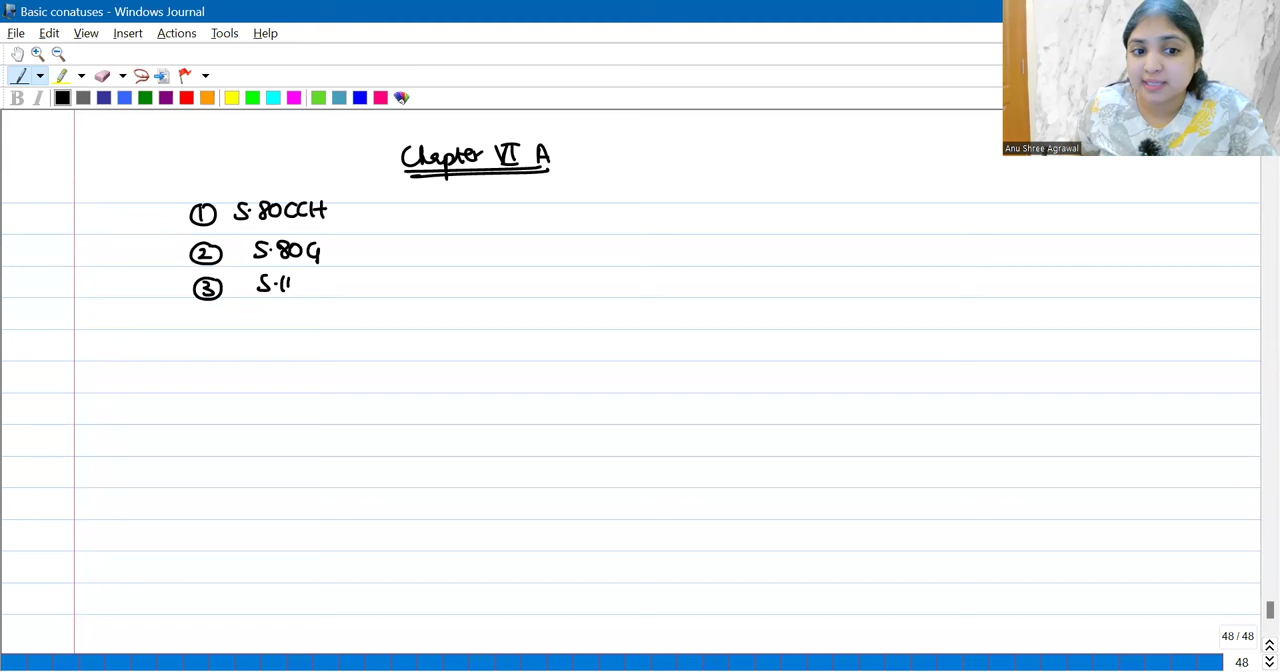 Basic conatuses - Windows Journal
File Edit View Insert Actions Tools Help
B I
Anu Shree Agrawal
Chapter VI A
① S.80CCH
② S.80G
③ S.11
48 / 48
48